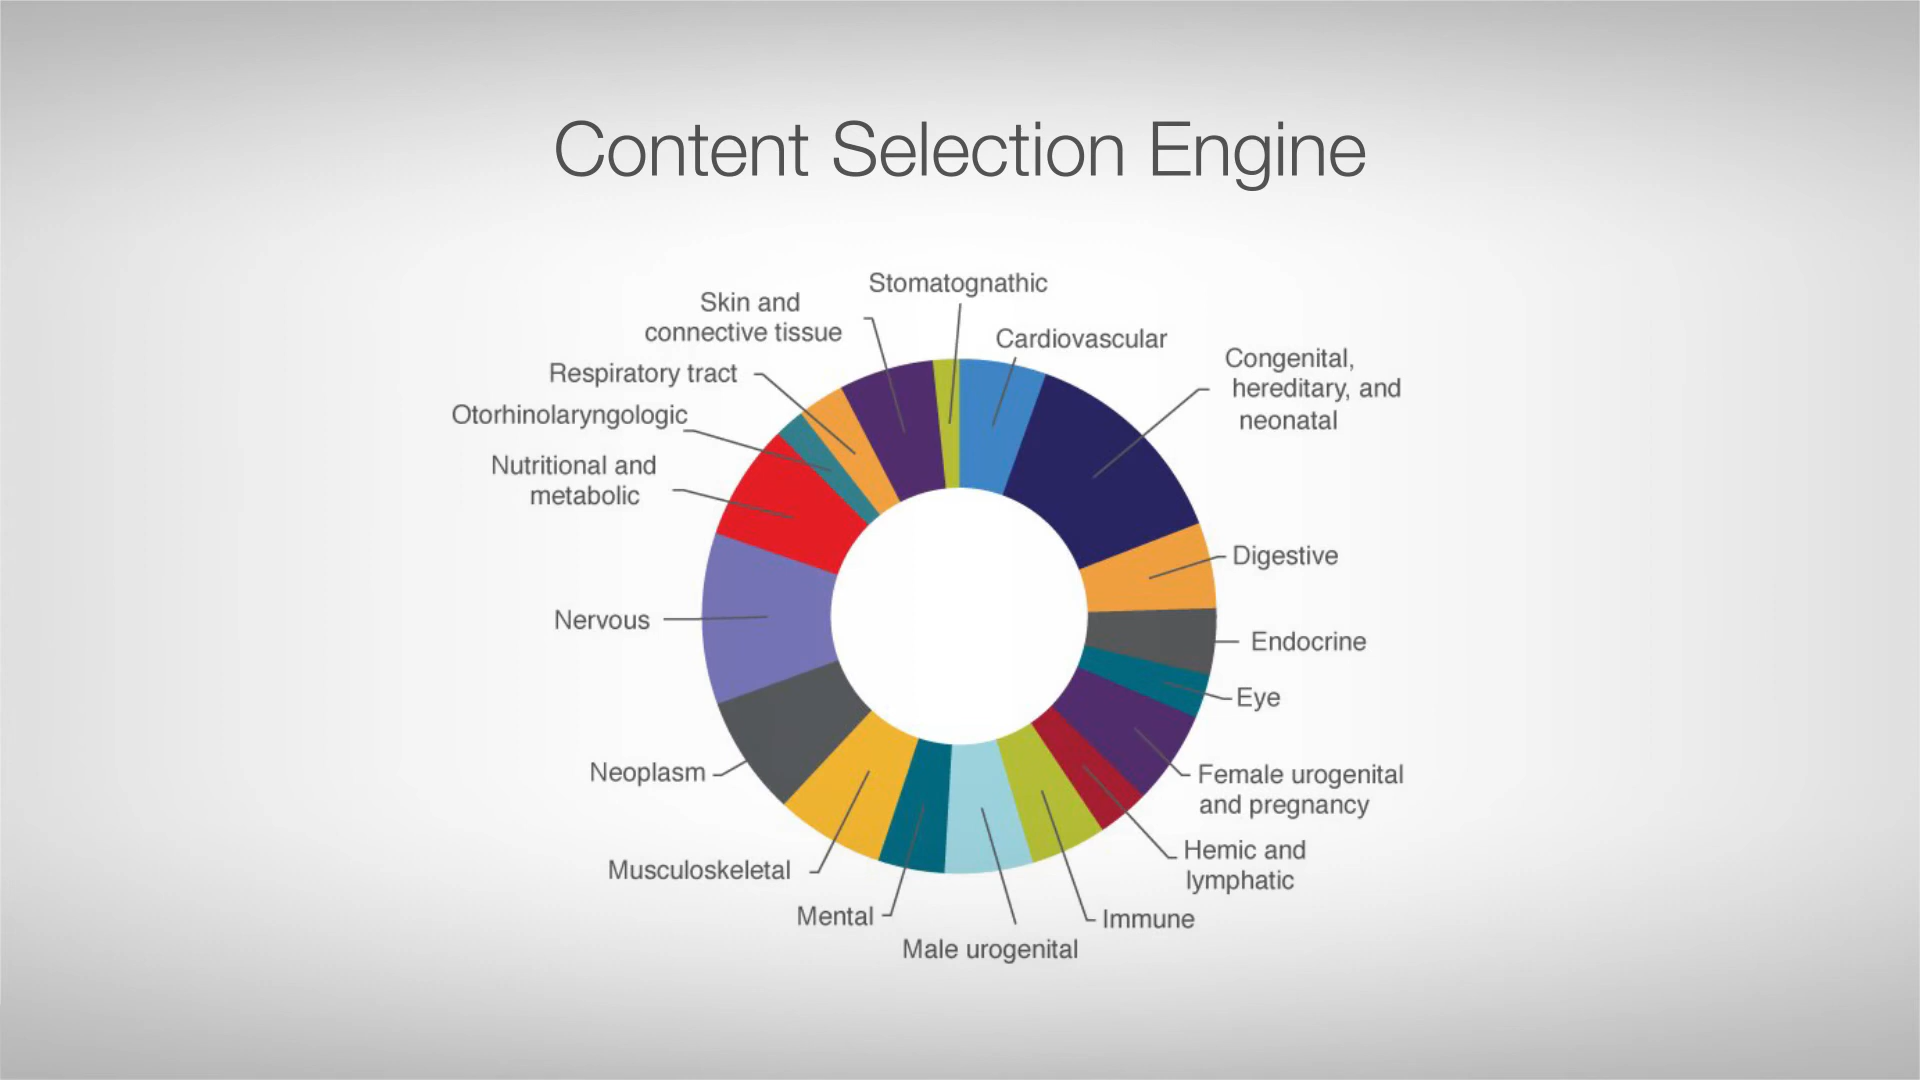 Content Selection Engine
Stomatognathic
Skin and
connective tissue
Cardiovascular
Congenital,
hereditary, and
neonatal
Respiratory tract
Otorhinolaryngologic
Nutritional and
metabolic
Digestive
Nervous
Endocrine
Eye
Neoplasm
Female urogenital
and pregnancy
Hemic and
lymphatic
Musculoskeletal
Mental
Immune
Male urogenital